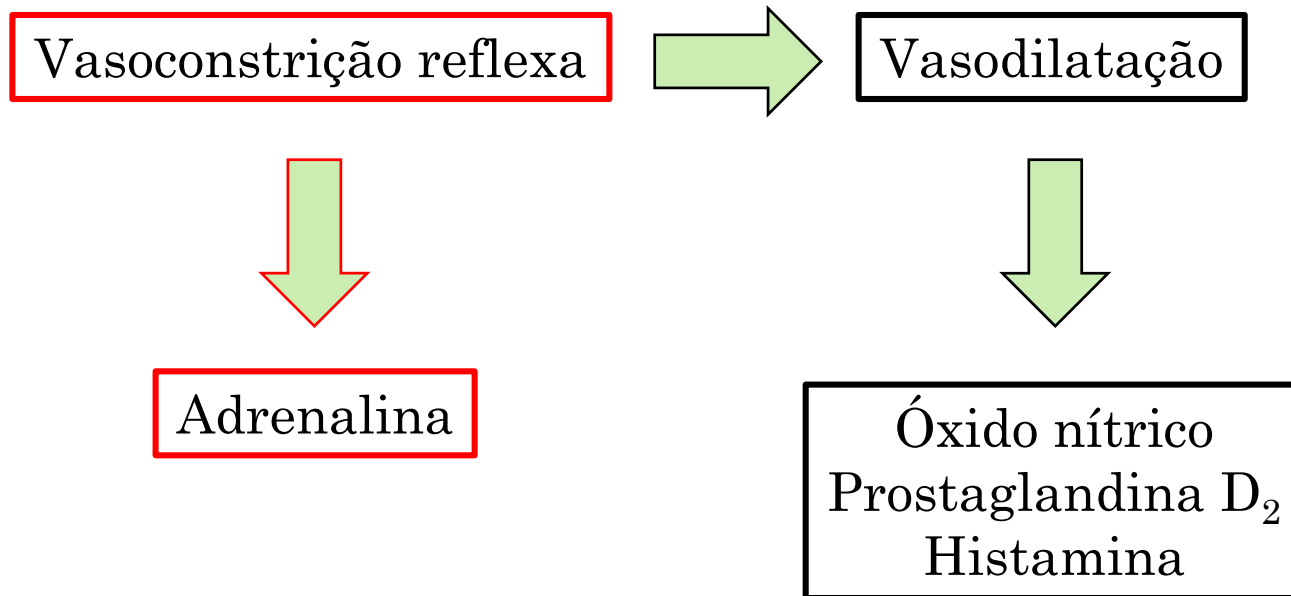 Vasoconstrição reflexa
Vasodilatação
Adrenalina
Óxido nítrico
Prostaglandina D₂
Histamina